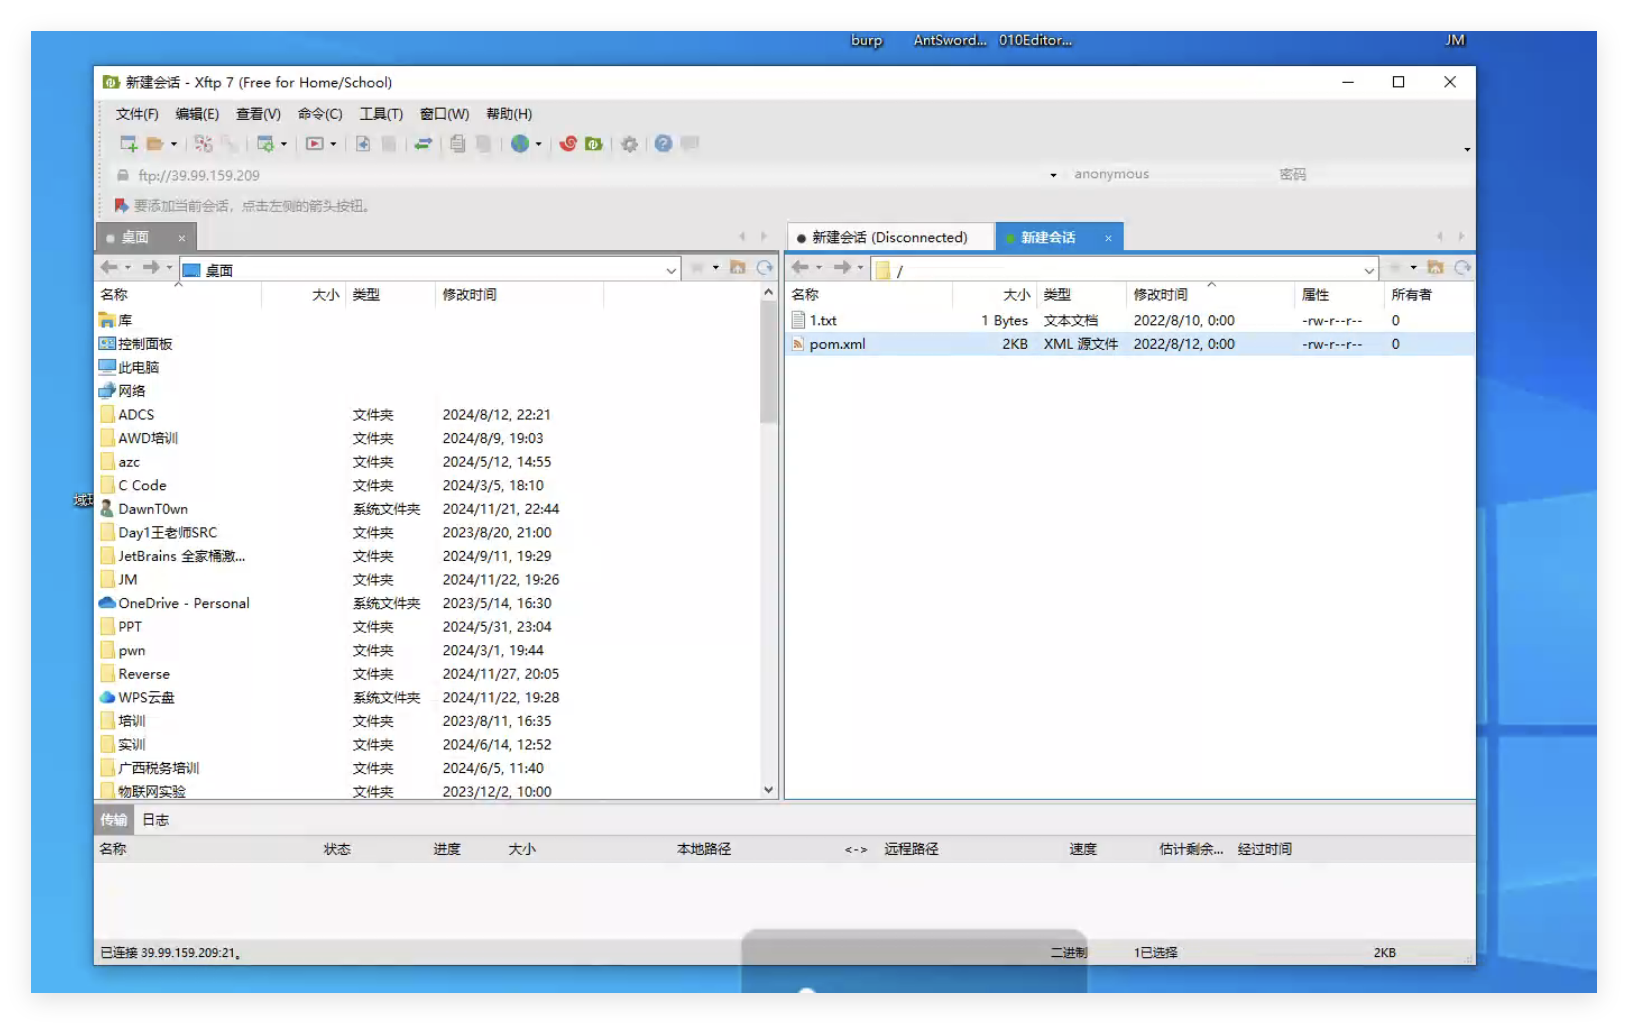 burp AntSword... 010Editor... JM
新建会话 - Xftp 7 (Free for Home/School)
文件(F) 编辑(E) 查看(V) 命令(C) 工具(T) 窗口(W) 帮助(H)
ftp://39.99.159.209 anonymous 密码
要添加当前会话，点击左侧的箭头按钮。
桌面 × 新建会话 (Disconnected) 新建会话 ×
桌面 /
名称 大小 类型 修改时间
库
控制面板
此电脑
网络
ADCS 文件夹 2024/8/12, 22:21
AWD培训 文件夹 2024/8/9, 19:03
azc 文件夹 2024/5/12, 14:55
C Code 文件夹 2024/3/5, 18:10
DawnT0wn 系统文件夹 2024/11/21, 22:44
Day1王老师SRC 文件夹 2023/8/20, 21:00
JetBrains 全家桶激... 文件夹 2024/9/11, 19:29
JM 文件夹 2024/11/22, 19:26
OneDrive - Personal 系统文件夹 2023/5/14, 16:30
PPT 文件夹 2024/5/31, 23:04
pwn 文件夹 2024/3/1, 19:44
Reverse 文件夹 2024/11/27, 20:05
WPS云盘 系统文件夹 2024/11/22, 19:28
培训 文件夹 2023/8/11, 16:35
实训 文件夹 2024/6/14, 12:52
广西税务培训 文件夹 2024/6/5, 11:40
物联网实验 文件夹 2023/12/2, 10:00
名称 大小 类型 修改时间 属性 所有者
1.txt 1 Bytes 文本文档 2022/8/10, 0:00 -rw-r--r-- 0
pom.xml 2KB XML 源文件 2022/8/12, 0:00 -rw-r--r-- 0
传输 日志
名称 状态 进度 大小 本地路径 <-> 远程路径 速度 估计剩余... 经过时间
已连接 39.99.159.209:21。 二进制 1已选择 2KB